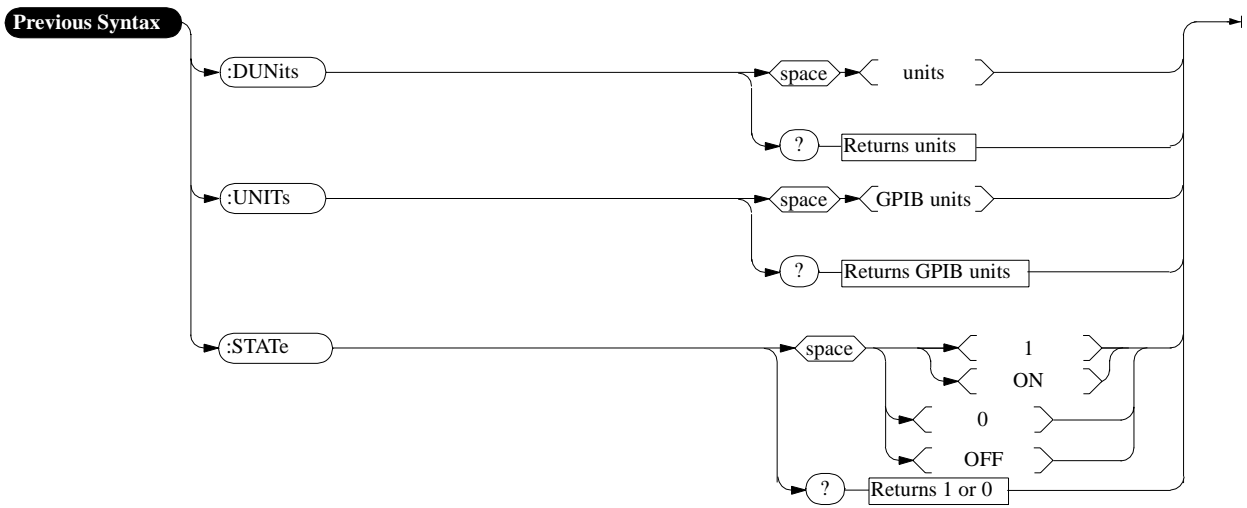 Previous Syntax
:DUNits space units
? Returns units
:UNITs space GPIB units
? Returns GPIB units
:STATe space 1
ON
0
OFF
? Returns 1 or 0